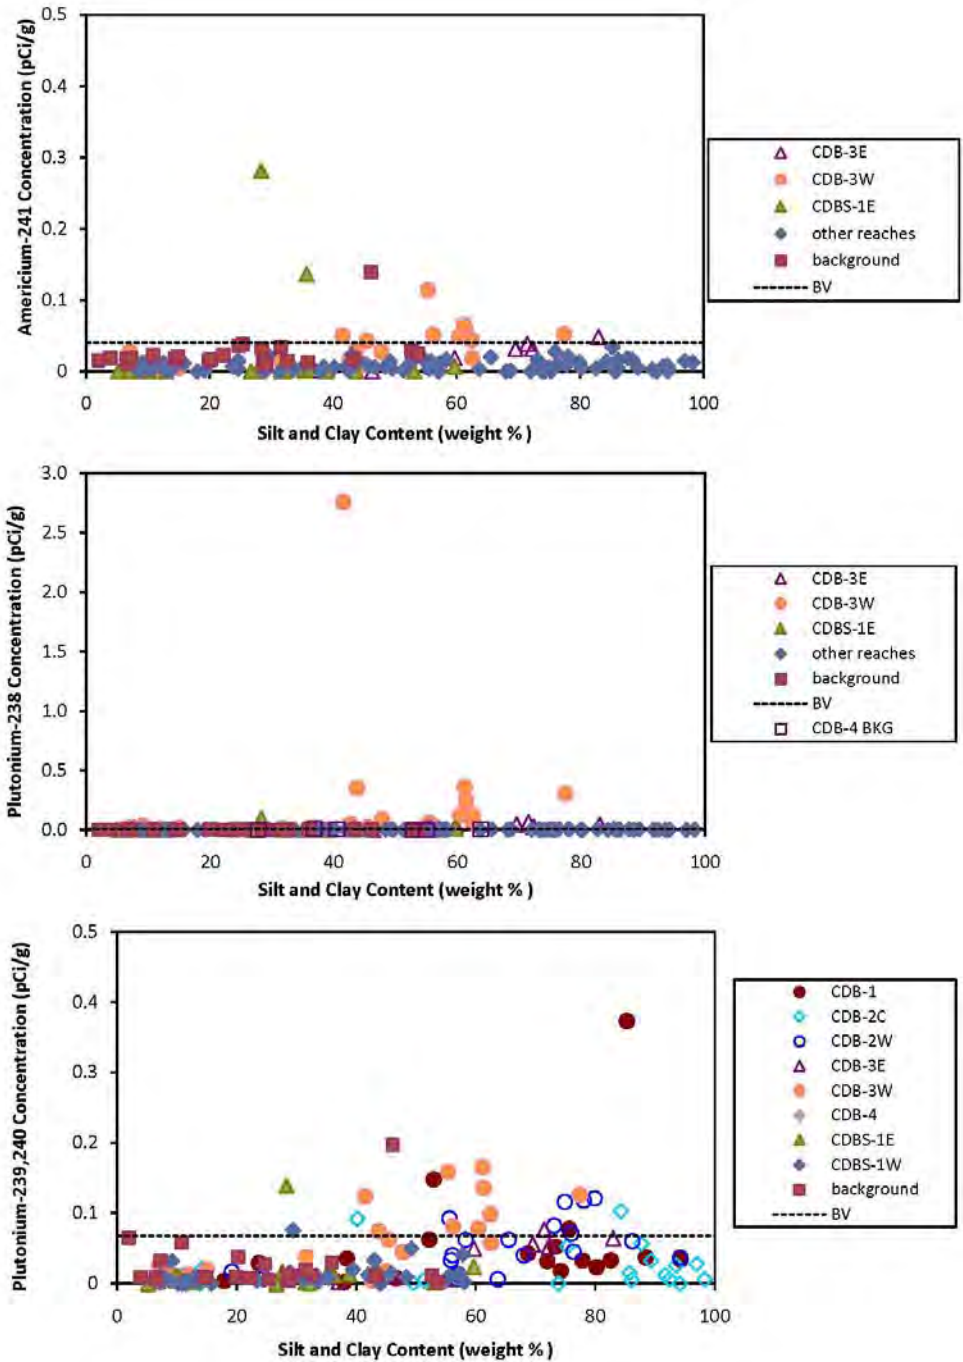 Americium-241 Concentration (pCi/g)
0.5
0.4
0.3
0.2
0.1
0
0 20 40 60 80 100
Silt and Clay Content (weight % )
CDB-3E
CDB-3W
CDBS-1E
other reaches
background
BV
Plutonium-238 Concentration (pCi/g)
3.0
2.5
2.0
1.5
1.0
0.5
0.0
0 20 40 60 80 100
Silt and Clay Content (weight % )
CDB-3E
CDB-3W
CDBS-1E
other reaches
background
BV
CDB-4 BKG
Plutonium-239,240 Concentration (pCi/g)
0.5
0.4
0.3
0.2
0.1
0
0 20 40 60 80 100
Silt and Clay Content (weight % )
CDB-1
CDB-2C
CDB-2W
CDB-3E
CDB-3W
CDB-4
CDBS-1E
CDBS-1W
background
BV